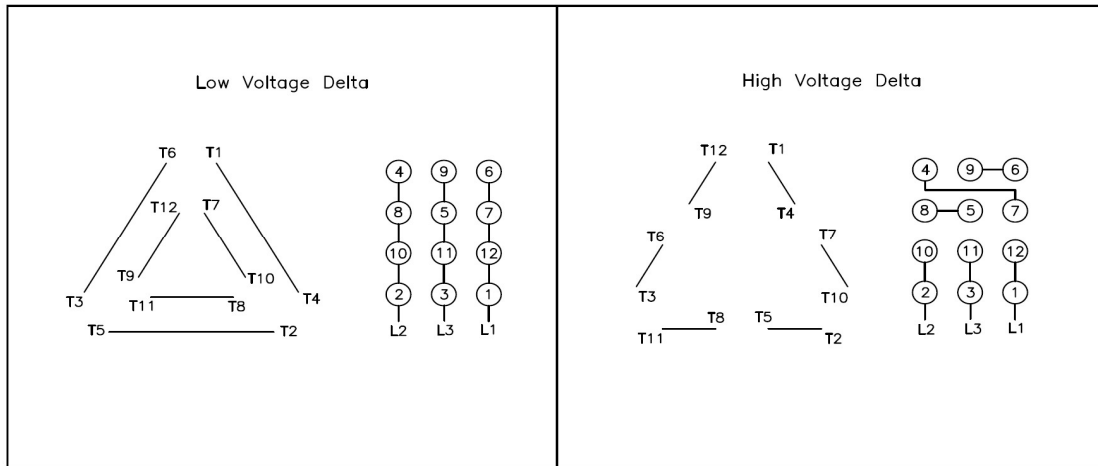 Low Voltage Delta
T6 T1
T12 T7
T9 T10
T3 T11 T8 T4
T5 T2
4 9 6
8 5 7
10 11 12
2 3 1
L2 L3 L1
High Voltage Delta
T12 T1
T9 T4
T6 T7
T3 T10
T11 T8 T5 T2
4 9 6
8 5 7
10 11 12
2 3 1
L2 L3 L1